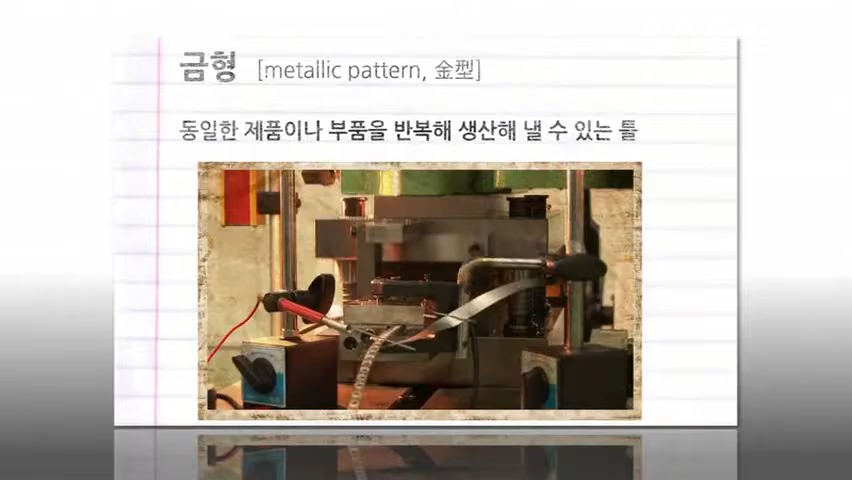 금형 [metallic pattern, 金型]
동일한 제품이나 부품을 반복해 생산해 낼 수 있는 툴